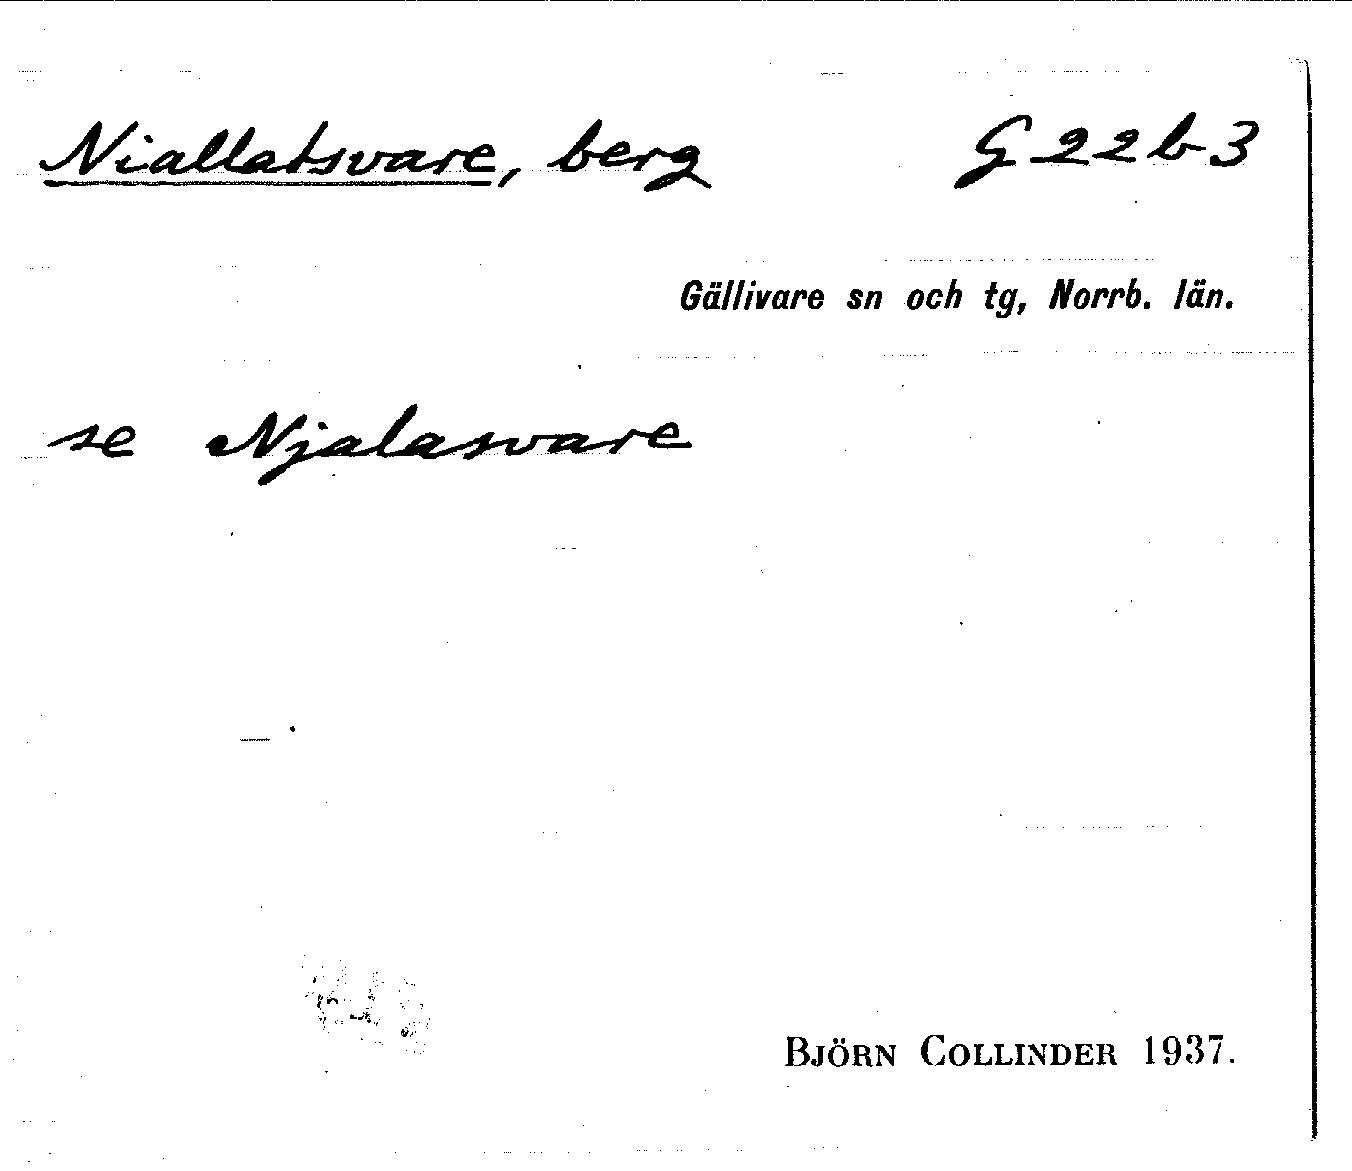 Niallatsvare, berg G 22 b 3
Gällivare sn och tg, Norrb. län.
se Njalasvare
BJÖRN COLLINDER 1937.